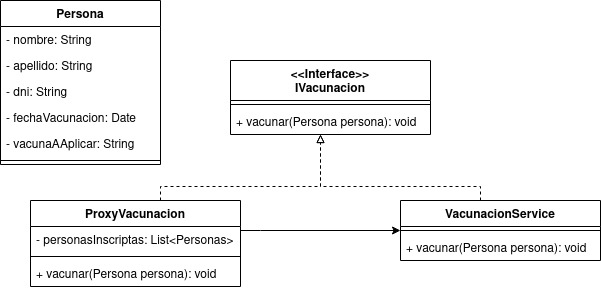 Persona
- nombre: String
- apellido: String
- dni: String
- fechaVacunacion: Date
- vacunaAAplicar: String
<<Interface>>
IVacunacion
+ vacunar(Persona persona): void
ProxyVacunacion
- personasInscriptas: List<Personas>
+ vacunar(Persona persona): void
VacunacionService
+ vacunar(Persona persona): void